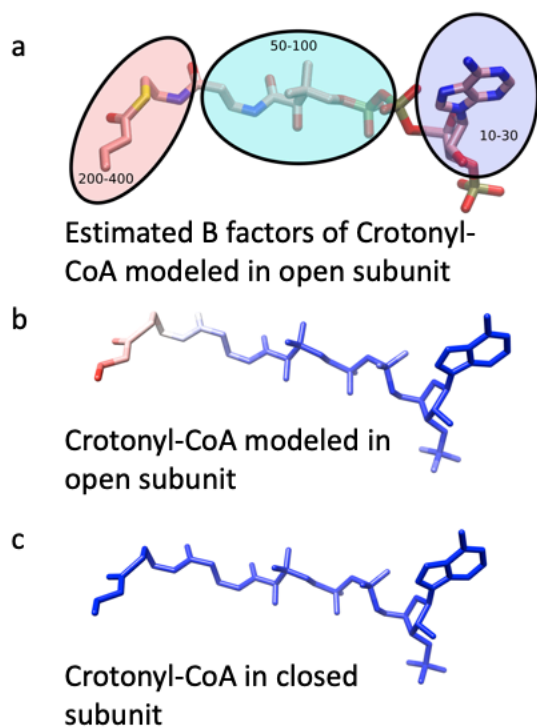 a
50-100
10-30
200-400
Estimated B factors of Crotonyl-
CoA modeled in open subunit
b
Crotonyl-CoA modeled in
open subunit
c
Crotonyl-CoA in closed
subunit